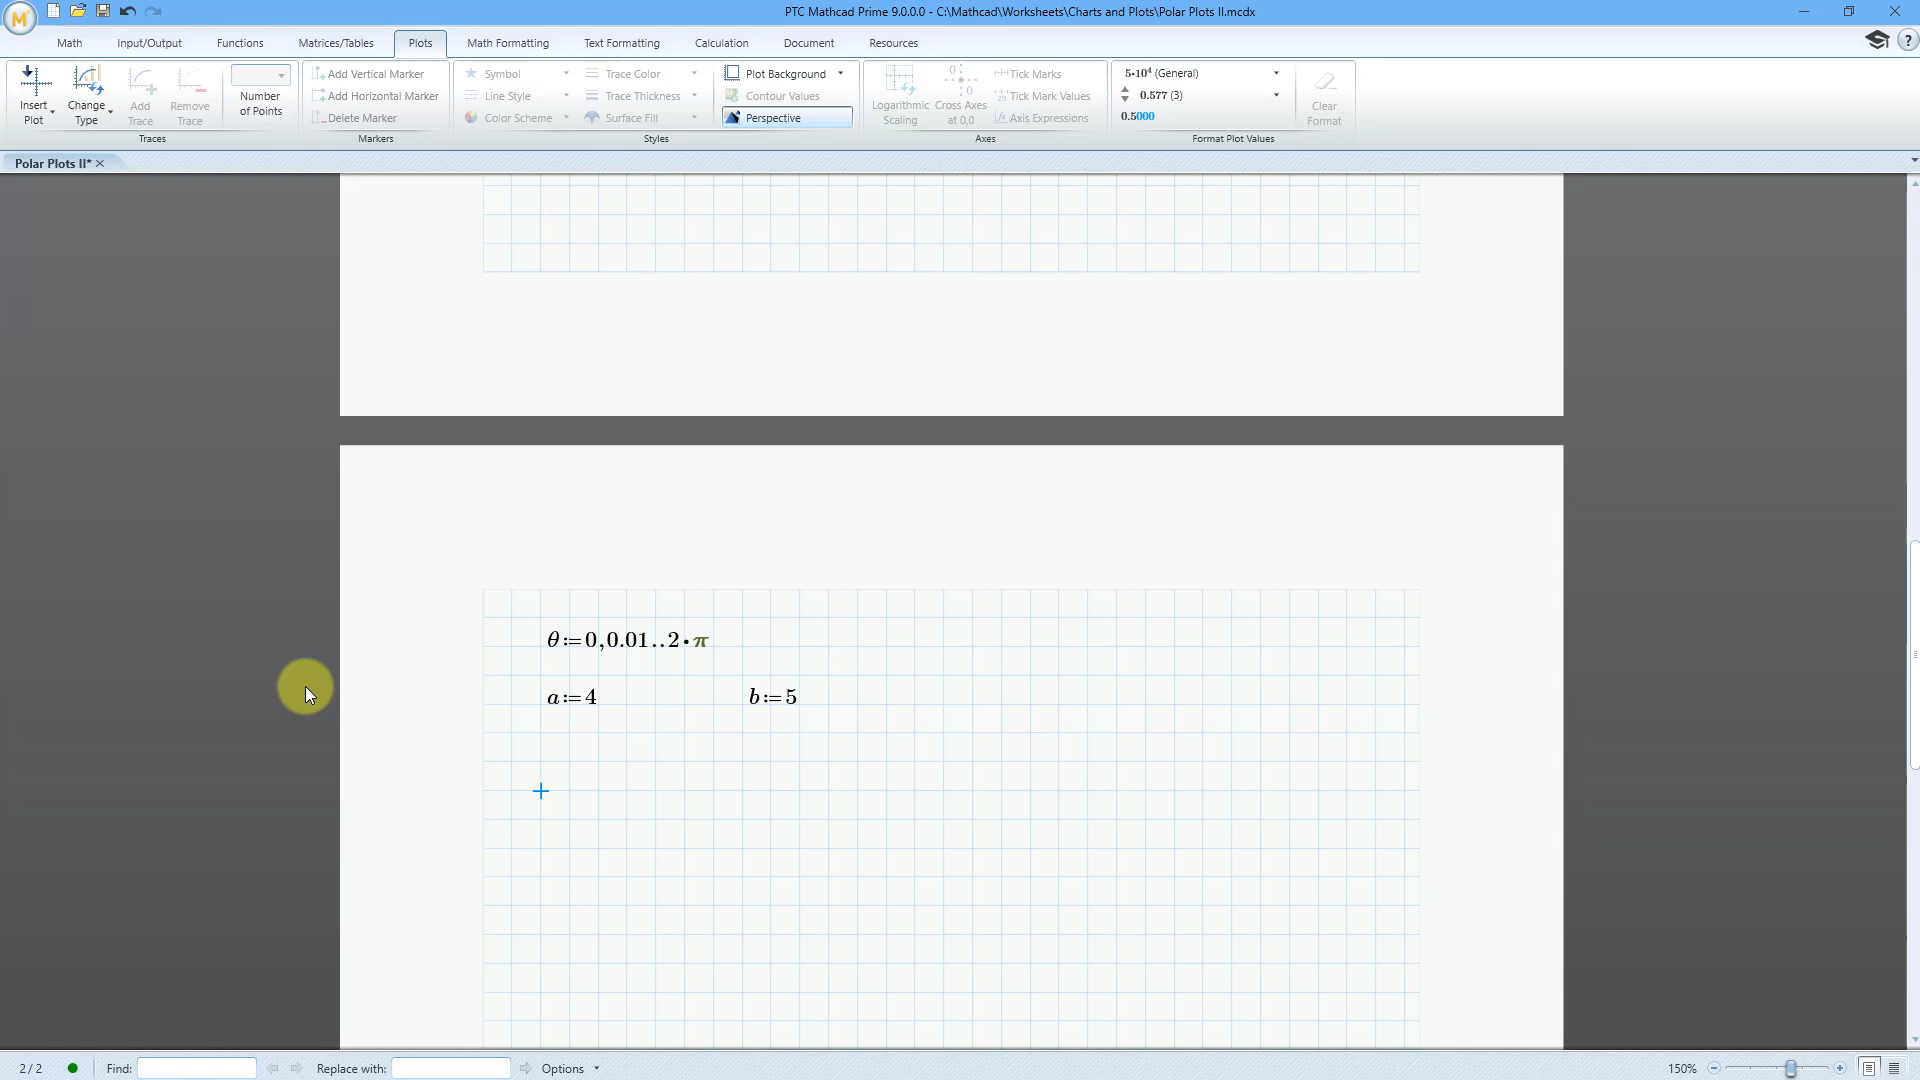 PTC Mathcad Prime 9.0.0.0 - C:\Mathcad\Worksheets\Charts and Plots\Polar Plots II.mcdx
Math Input/Output Functions Matrices/Tables Plots Math Formatting Text Formatting Calculation Document Resources
Insert Plot
Change Type
Add Trace
Remove Trace
Number of Points
Traces
Add Vertical Marker
Add Horizontal Marker
Delete Marker
Markers
Symbol
Line Style
Color Scheme
Trace Color
Trace Thickness
Surface Fill
Styles
Plot Background
Contour Values
Perspective
Logarithmic Scaling
Cross Axes at 0,0
Tick Marks
Tick Mark Values
Axis Expressions
Axes
5•10⁴ (General)
0.577 (3)
0.5000
Clear Format
Format Plot Values
Polar Plots II*
θ:=0,0.01..2•π
a:=4 b:=5
2 / 2 Find: Replace with: Options 150%